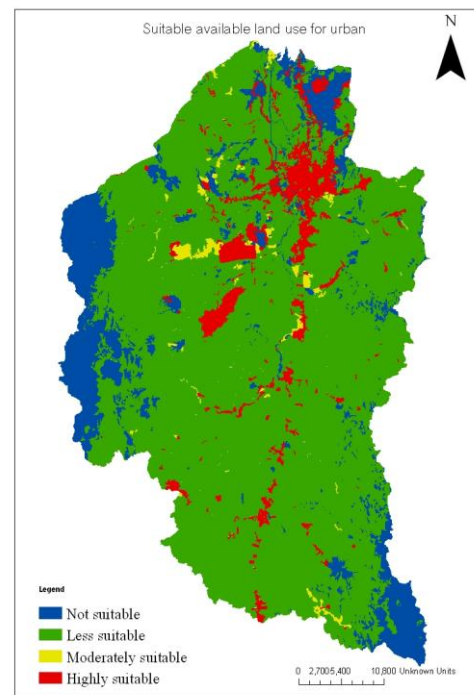 Suitable available land use for urban
N
Legend
Not suitable
Less suitable
Moderately suitable
Highly suitable
0 2,7005,400 10,800 Unknown Units